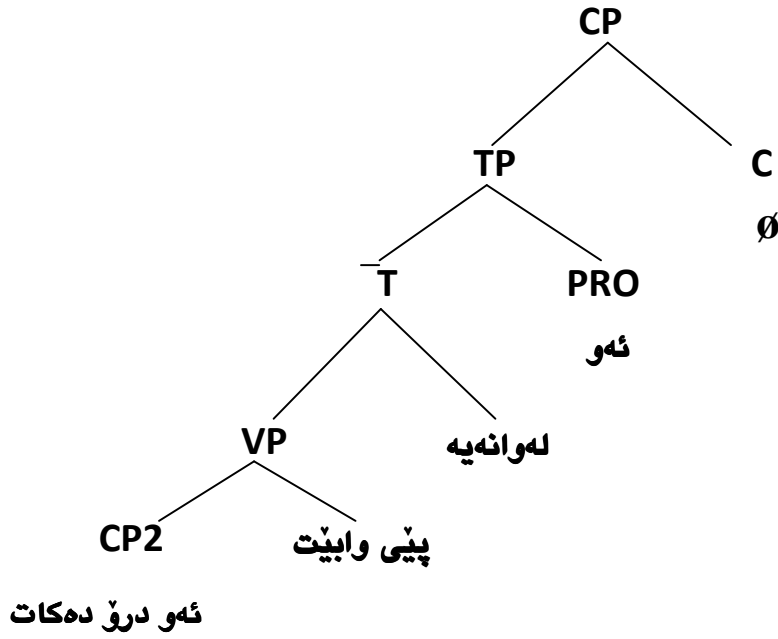 CP
TP
C
Ø
T̅
PRO
ئەو
VP
لەوانەیە
CP2
پێی وابێت
ئەو درۆ دەکات